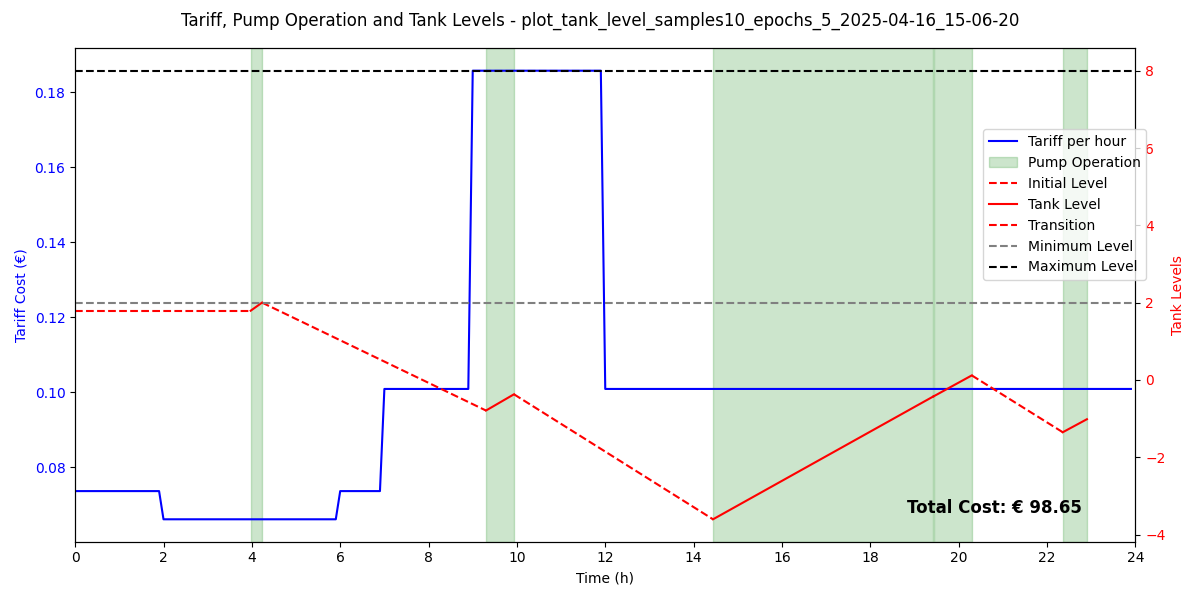 Tariff, Pump Operation and Tank Levels - plot_tank_level_samples10_epochs_5_2025-04-16_15-06-20
Tariff Cost (€)
0.18
0.16
0.14
0.12
0.10
0.08
Tariff per hour
Pump Operation
Initial Level
Tank Level
Transition
Minimum Level
Maximum Level
8
6
4
2
0
−2
−4
Tank Levels
Total Cost: € 98.65
0 2 4 6 8 10 12 14 16 18 20 22 24
Time (h)